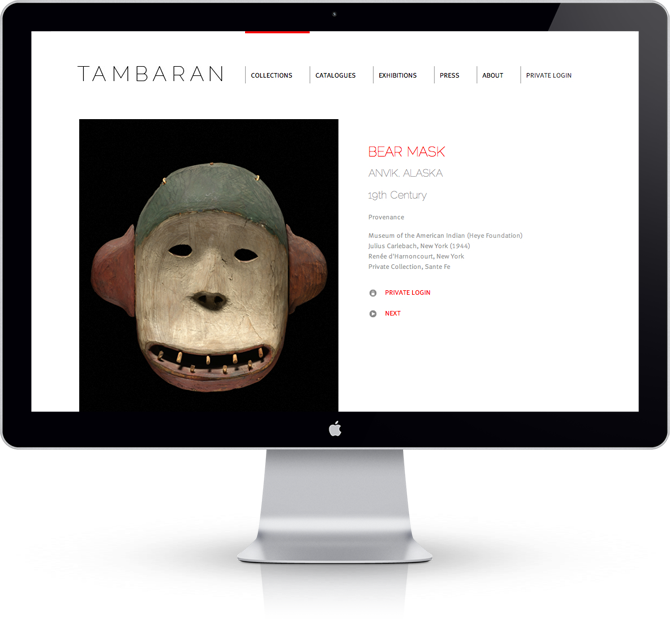 TAMBARAN
COLLECTIONS
CATALOGUES
EXHIBITIONS
PRESS
ABOUT
PRIVATE LOGIN
BEAR MASK
ANVIK, ALASKA
19th Century
Provenance
Museum of the American Indian (Heye Foundation)
Julius Carlebach, New York (1944)
Renée d'Harnoncourt, New York
Private Collection, Sante Fe
PRIVATE LOGIN
NEXT